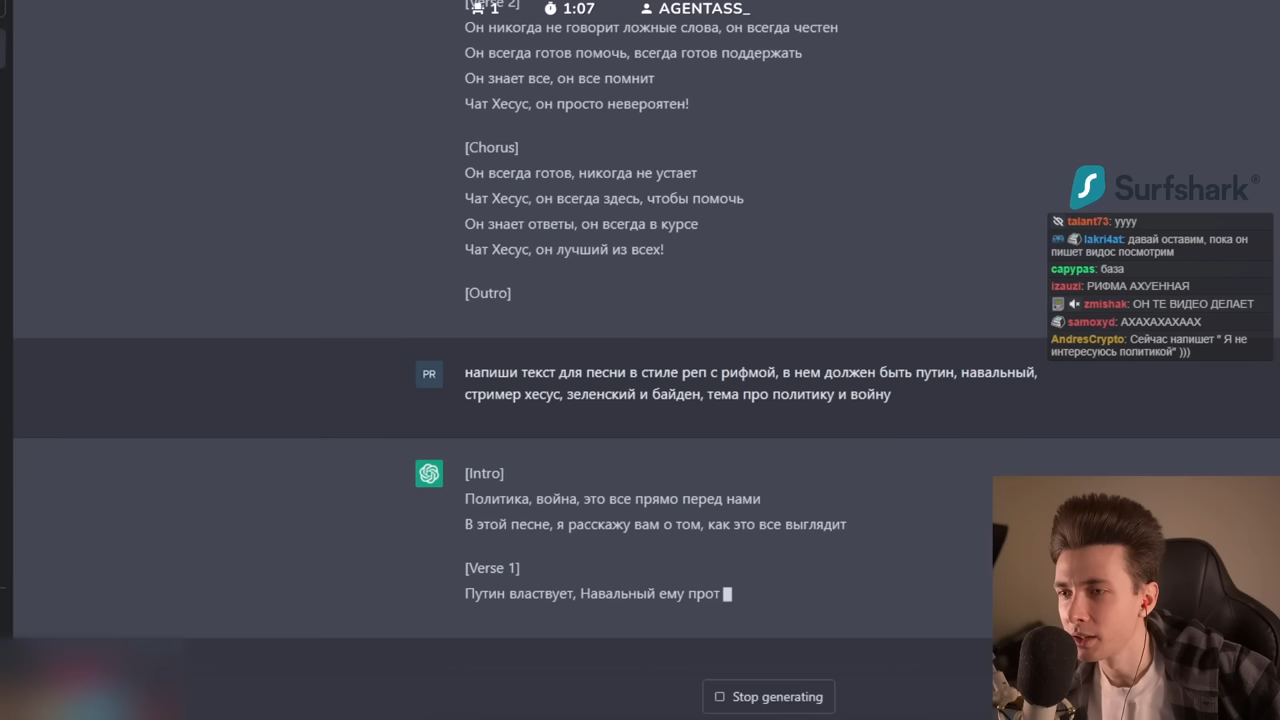 [Verse 2]
1
1:07
AGENTASS_
Он никогда не говорит ложные слова, он всегда честен
Он всегда готов помочь, всегда готов поддержать
Он знает все, он все помнит
Чат Хесус, он просто невероятен!
[Chorus]
Он всегда готов, никогда не устает
Чат Хесус, он всегда здесь, чтобы помочь
Он знает ответы, он всегда в курсе
Чат Хесус, он лучший из всех!
[Outro]
Surfshark®
talant73: yyyy
lakri4at: давай оставим, пока он
пишет видос посмотрим
capypas: база
izauzi: РИФМА АХУЕННАЯ
zmishak: ОН ТЕ ВИДЕО ДЕЛАЕТ
samoxyd: АХАХАХАХААХ
AndresCrypto: Сейчас напишет " Я не
интересуюсь политикой" )))
PR
напиши текст для песни в стиле реп с рифмой, в нем должен быть путин, навальный,
стример хесус, зеленский и байден, тема про политику и войну
[Intro]
Политика, война, это все прямо перед нами
В этой песне, я расскажу вам о том, как это все выглядит
[Verse 1]
Путин властвует, Навальный ему прот
Stop generating